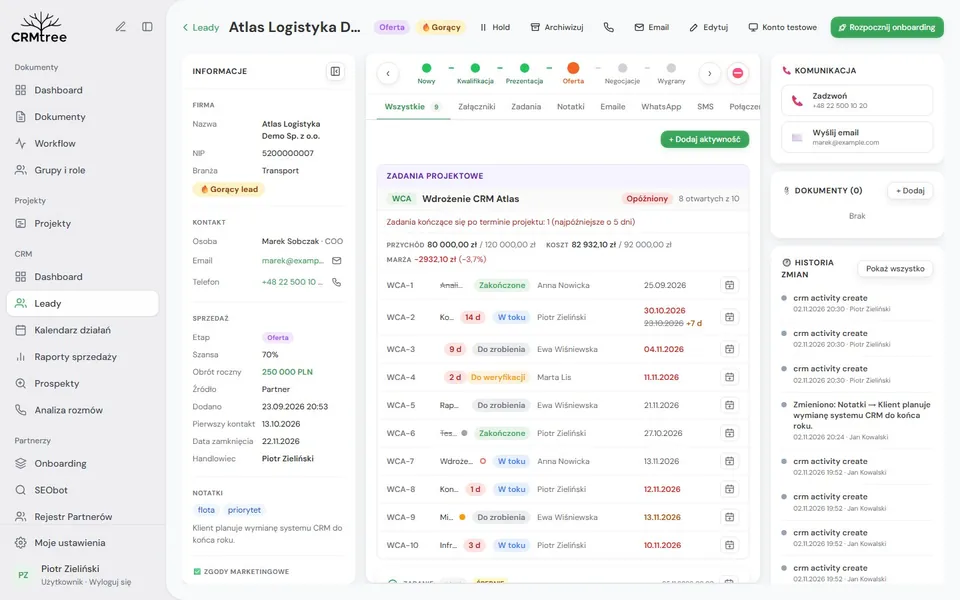 CRMtree
Dokumenty
Dashboard
Dokumenty
Workflow
Grupy i role
Projekty
Projekty
CRM
Dashboard
Leady
Kalendarz działań
Raporty sprzedaży
Prospekty
Analiza rozmów
Partnerzy
Onboarding
SEObot
Rejestr Partnerów
Moje ustawienia
PZ
Piotr Zieliński
Użytkownik · Wyloguj się
Leady
Atlas Logistyka D...
Oferta
Gorący
Hold
Archiwizuj
Email
Edytuj
Konto testowe
Rozpocznij onboarding
INFORMACJE
FIRMA
Nazwa Atlas Logistyka Demo Sp. z o.o.
NIP 5200000007
Branża Transport
Gorący lead
KONTAKT
Osoba Marek Sobczak · COO
Email marek@examp...
Telefon +48 22 500 10 ...
SPRZEDAŻ
Etap Oferta
Szansa 70%
Obrót roczny 250 000 PLN
Źródło Partner
Dodano 23.09.2026 20:53
Pierwszy kontakt 13.10.2026
Data zamknięcia 22.11.2026
Handlowiec Piotr Zieliński
NOTATKI
flota priorytet
Klient planuje wymianę systemu CRM do
końca roku.
ZGODY MARKETINGOWE
Nowy Kwalifikacja Prezentacja Oferta Negocjacje Wygrany
Wszystkie 9 Załączniki Zadania Notatki Emaile WhatsApp SMS Połączer
+ Dodaj aktywność
ZADANIA PROJEKTOWE
WCA Wdrożenie CRM Atlas Opóźniony 8 otwartych z 10
Zadania kończące się po terminie projektu: 1 (najpóźniejsze o 5 dni)
PRZYCHÓD 80 000,00 zł / 120 000,00 zł KOSZT 82 932,10 zł / 92 000,00 zł
MARŻA -2932,10 zł (-3,7%)
WCA-1 Anali... Zakończone Anna Nowicka 25.09.2026
WCA-2 Ko... 14 d W toku Piotr Zieliński 30.10.2026
23.10.2026 +7 d
WCA-3 9 d Do zrobienia Ewa Wiśniewska 04.11.2026
WCA-4 2 d Do weryfikacji Marta Lis 11.11.2026
WCA-5 Rap... Do zrobienia Ewa Wiśniewska 21.11.2026
WCA-6 Tes... Zakończone Piotr Zieliński 27.10.2026
WCA-7 Wdroże... W toku Anna Nowicka 13.11.2026
WCA-8 Kon... 1 d W toku Piotr Zieliński 12.11.2026
WCA-9 Mi... Do zrobienia Ewa Wiśniewska 13.11.2026
WCA-10 Infr... 3 d W toku Piotr Zieliński 10.11.2026
KOMUNIKACJA
Zadzwoń
+48 22 500 10 20
Wyślij email
marek@example.com
DOKUMENTY (0)
+ Dodaj
Brak
HISTORIA ZMIAN
Pokaż wszystko
crm activity create
02.11.2026 20:30 · Piotr Zieliński
crm activity create
02.11.2026 20:30 · Piotr Zieliński
crm activity create
02.11.2026 20:30 · Piotr Zieliński
Zmieniono: Notatki → Klient planuje
wymianę systemu CRM do końca
roku.
02.11.2026 20:24 · Jan Kowalski
crm activity create
02.11.2026 19:52 · Jan Kowalski
crm activity create
02.11.2026 19:52 · Jan Kowalski
crm activity create
02.11.2026 19:52 · Jan Kowalski
crm activity create
02.11.2026 19:52 · Jan Kowalski